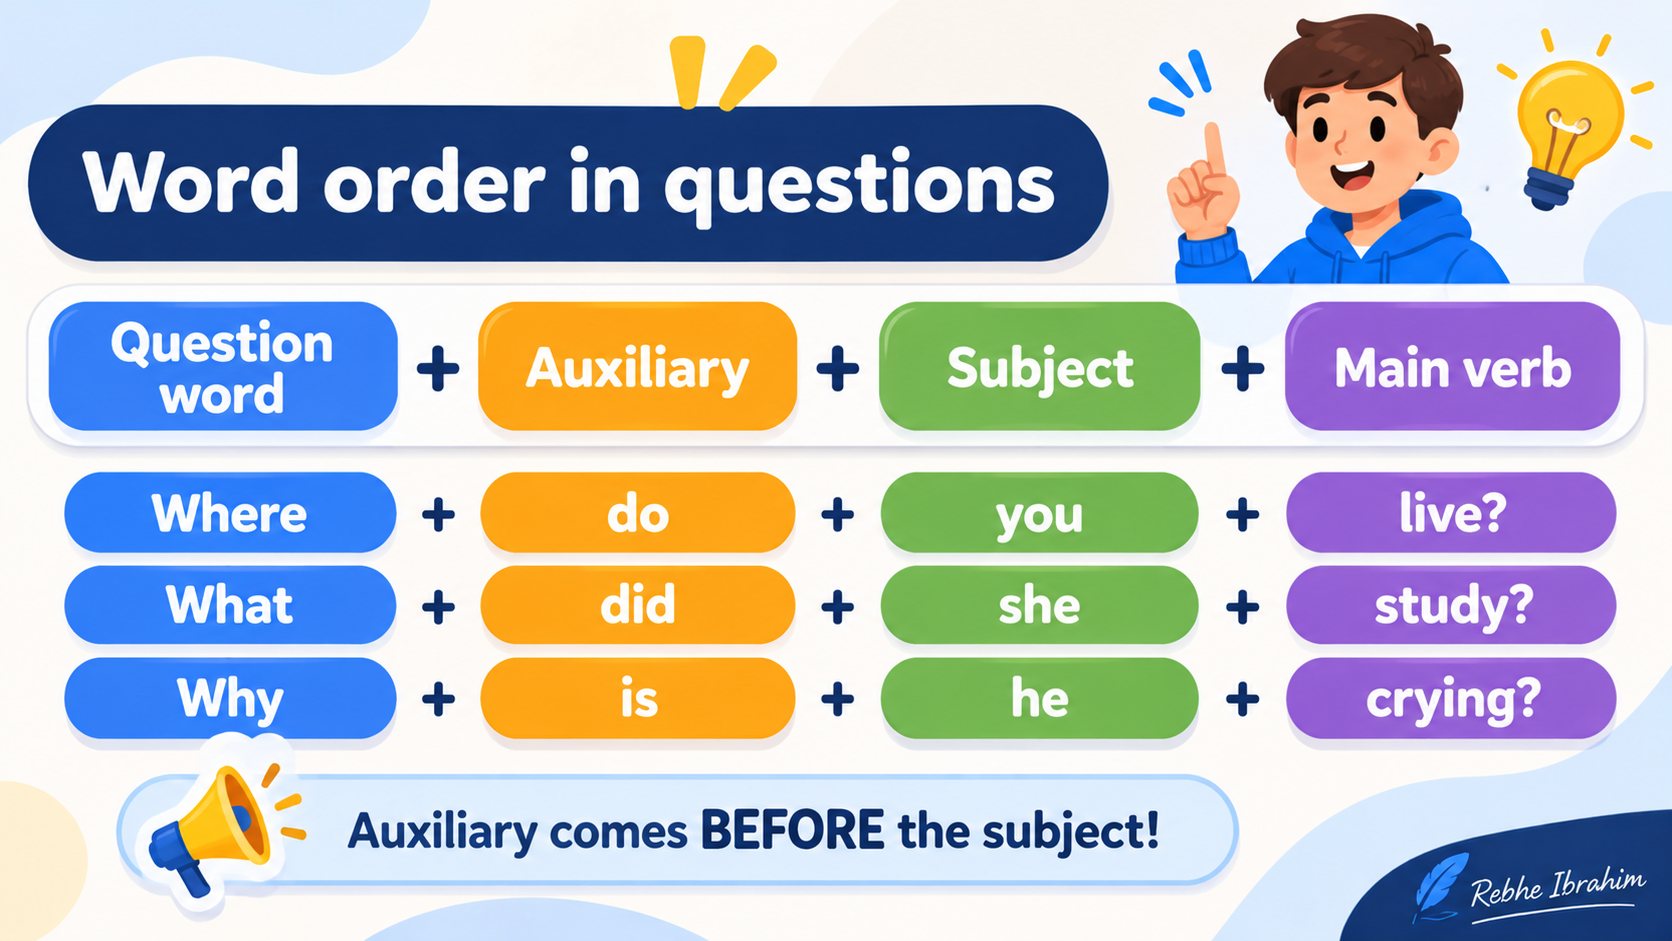 Word order in questions
Question
word
+ Auxiliary + Subject + Main verb
Where + do + you + live?
What + did + she + study?
Why + is + he + crying?
Auxiliary comes BEFORE the subject!
Rebhe Ibrahim